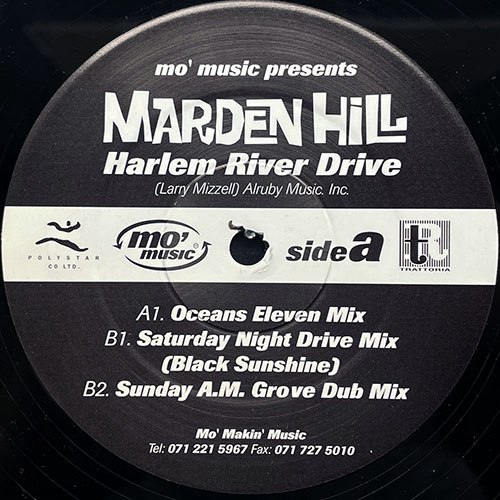 mo' music presents
MARDEN HILL
Harlem River Drive
(Larry Mizzell) Alruby Music. Inc.
POLYSTAR
CO LTD.
mo'
music
side a
t R
TRATTORIA
A1. Oceans Eleven Mix
B1. Saturday Night Drive Mix
(Black Sunshine)
B2. Sunday A.M. Grove Dub Mix
Mo' Makin' Music
Tel: 071 221 5967 Fax: 071 727 5010